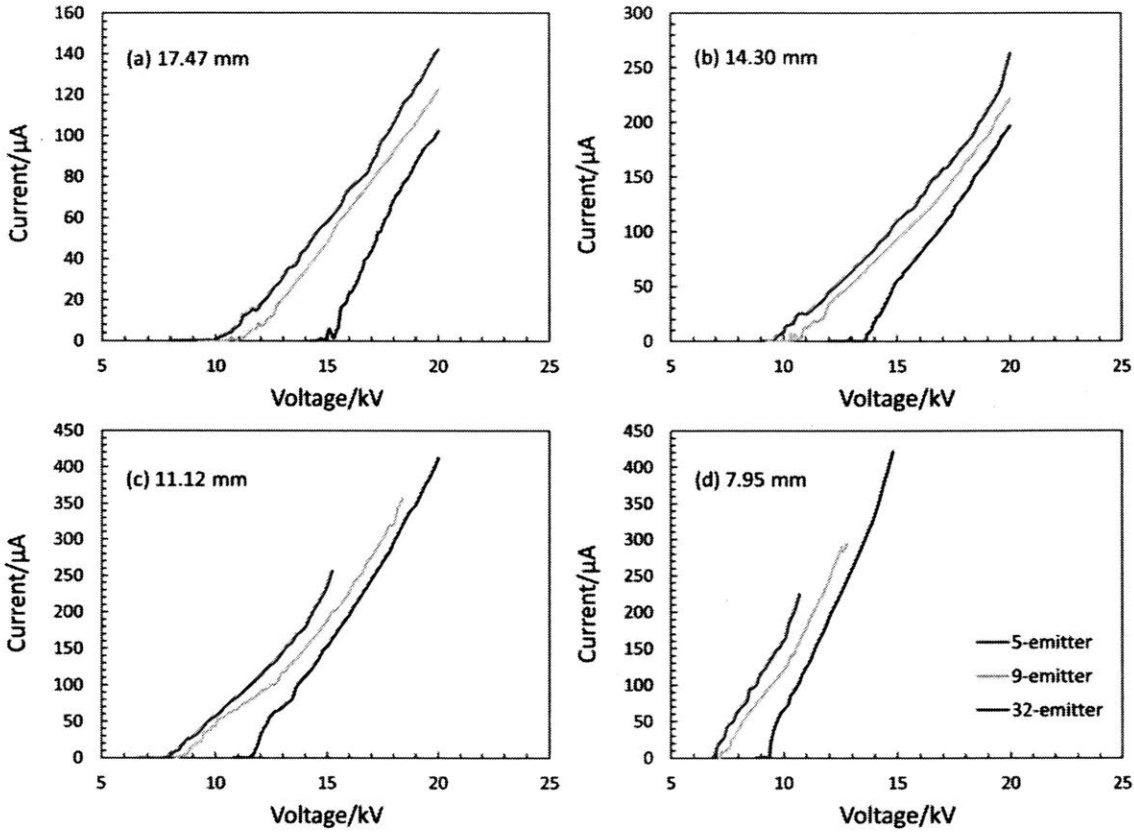 160
140
120
100
80
60
40
20
0
Current/µA
(a) 17.47 mm
5 10 15 20 25
Voltage/kV
300
250
200
150
100
50
0
Current/µA
(b) 14.30 mm
5 10 15 20 25
Voltage/kV
450
400
350
300
250
200
150
100
50
0
Current/µA
(c) 11.12 mm
5 10 15 20 25
Voltage/kV
450
400
350
300
250
200
150
100
50
0
Current/µA
(d) 7.95 mm
5-emitter
9-emitter
32-emitter
5 10 15 20 25
Voltage/kV